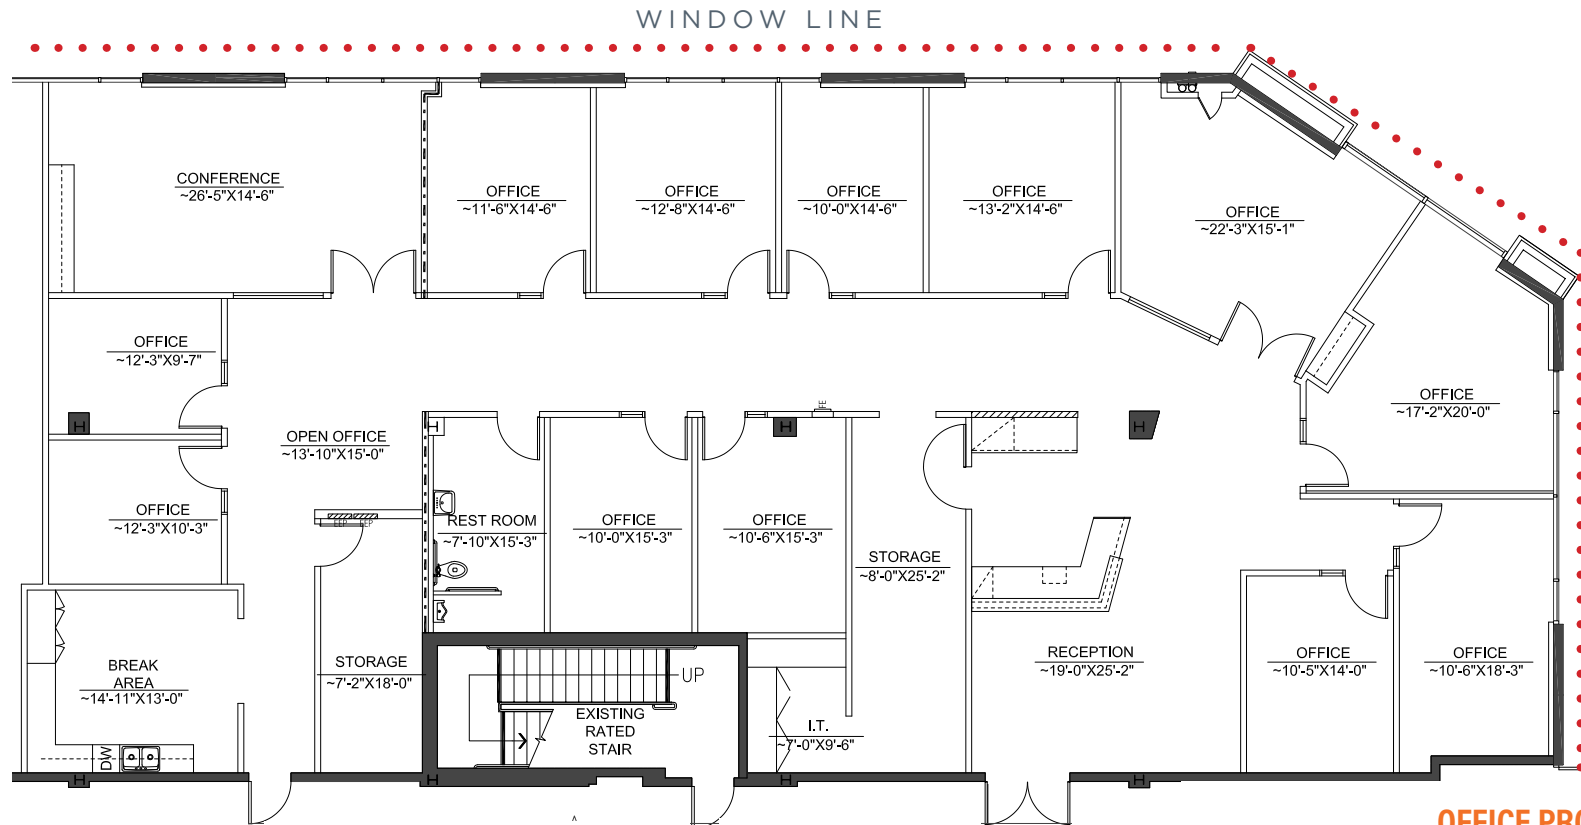 WINDOW LINE
CONFERENCE
~26'-5"X14'-6"
OFFICE
~11'-6"X14'-6"
OFFICE
~12'-8"X14'-6"
OFFICE
~10'-0"X14'-6"
OFFICE
~13'-2"X14'-6"
OFFICE
~22'-3"X15'-1"
OFFICE
~12'-3"X9'-7"
OFFICE
~17'-2"X20'-0"
FE
H
H
H
H
OPEN OFFICE
~13'-10"X15'-0"
OFFICE
~12'-3"X10'-3"
EEP EEP
REST ROOM
~7'-10"X15'-3"
OFFICE
~10'-0"X15'-3"
OFFICE
~10'-6"X15'-3"
STORAGE
~8'-0"X25'-2"
BREAK
AREA
~14'-11"X13'-0"
STORAGE
~7'-2"X18'-0"
UP
EXISTING
RATED
STAIR
I.T.
~7'-0"X9'-6"
RECEPTION
~19'-0"X25'-2"
OFFICE
~10'-5"X14'-0"
OFFICE
~10'-6"X18'-3"
DW
H
H
H
H
OFFICE PRO